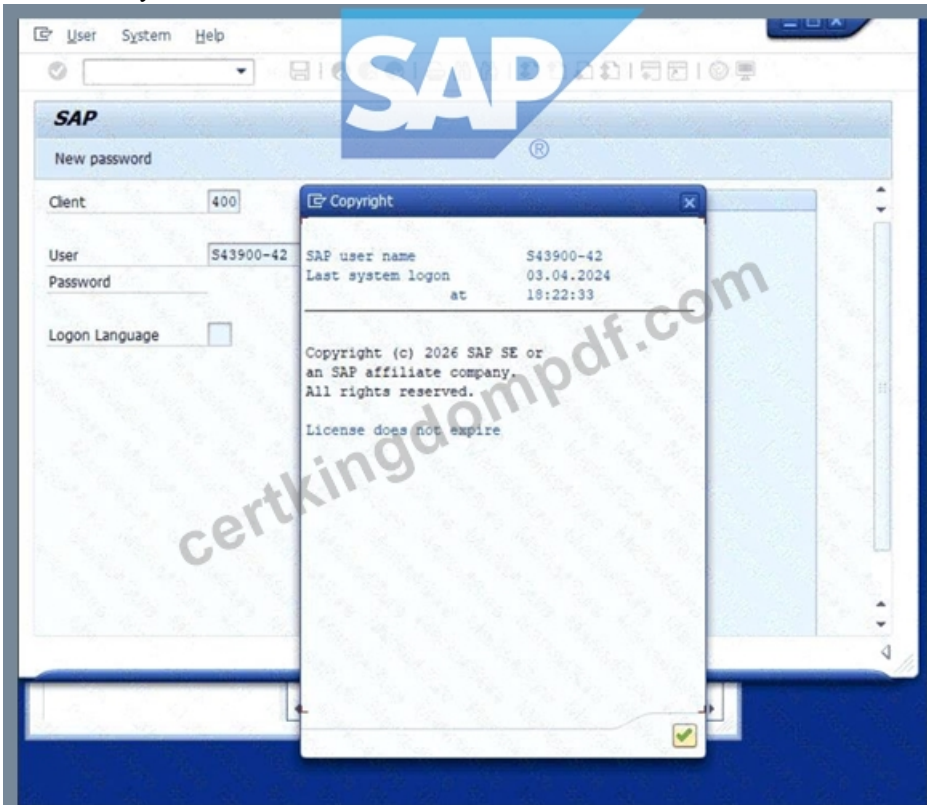 User System Help
SAP
®
SAP
New password
Client 400
User S43900-42
Password
Logon Language
Copyright
SAP user name S43900-42
Last system logon 03.04.2024
at 18:22:33
Copyright (c) 2026 SAP SE or
an SAP affiliate company.
All rights reserved.
License does not expire
certkingdompdf.com